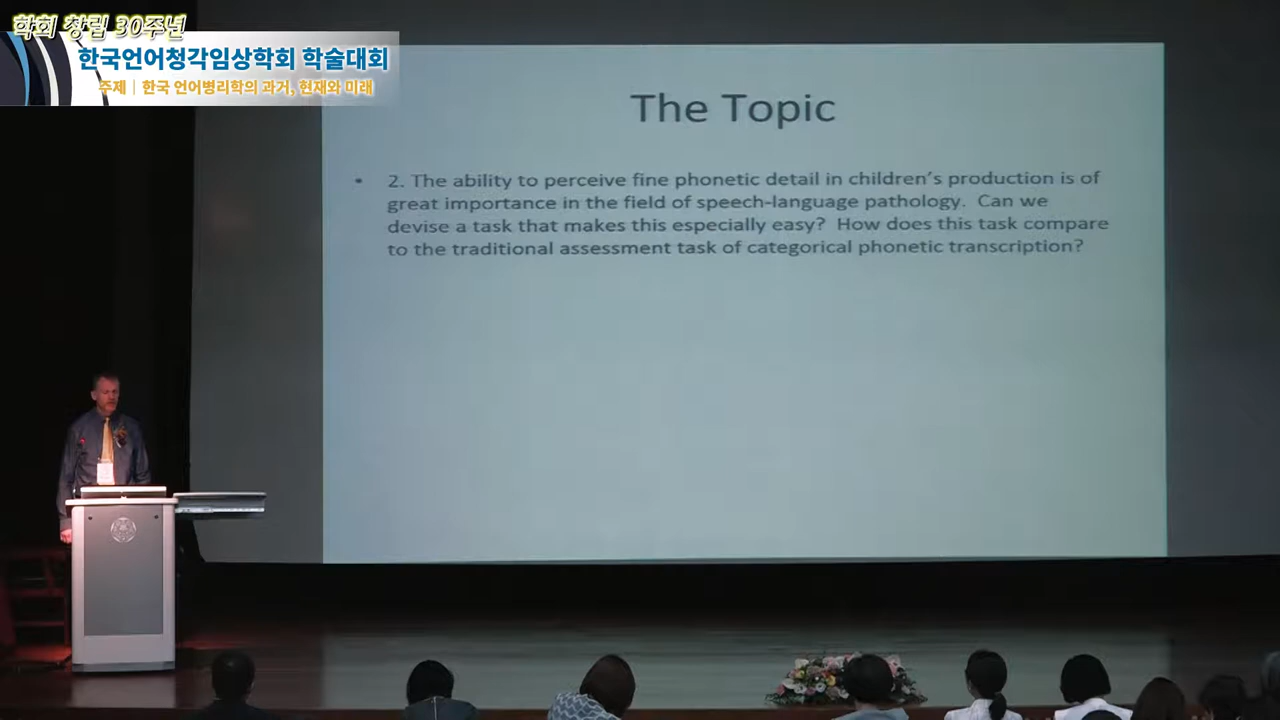 학회 창립 30주년
한국언어청각임상학회 학술대회
주제 | 한국 언어병리학의 과거, 현재와 미래
The Topic
• 2. The ability to perceive fine phonetic detail in children's production is of
great importance in the field of speech-language pathology. Can we
devise a task that makes this especially easy? How does this task compare
to the traditional assessment task of categorical phonetic transcription?